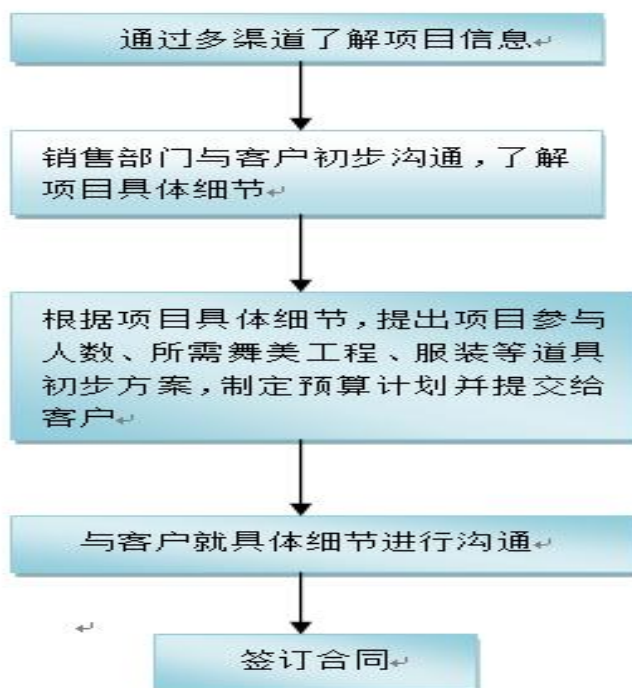 通过多渠道了解项目信息
销售部门与客户初步沟通，了解
项目具体细节
根据项目具体细节，提出项目参与
人数、所需舞美工程、服装等道具
初步方案，制定预算计划并提交给
客户
与客户就具体细节进行沟通
签订合同